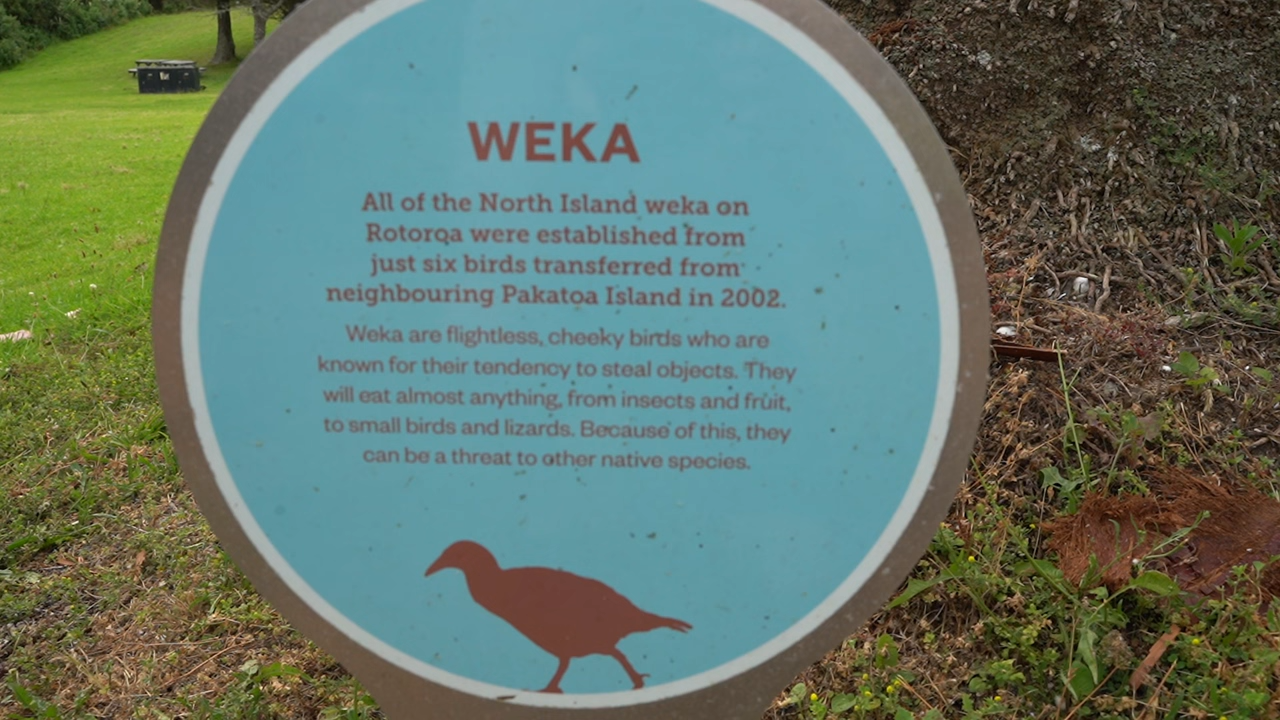 WEKA
All of the North Island weka on
Rotoroa were established from
just six birds transferred from
neighbouring Pakatoa Island in 2002.
Weka are flightless, cheeky birds who are
known for their tendency to steal objects. They
will eat almost anything, from insects and fruit,
to small birds and lizards. Because of this, they
can be a threat to other native species.